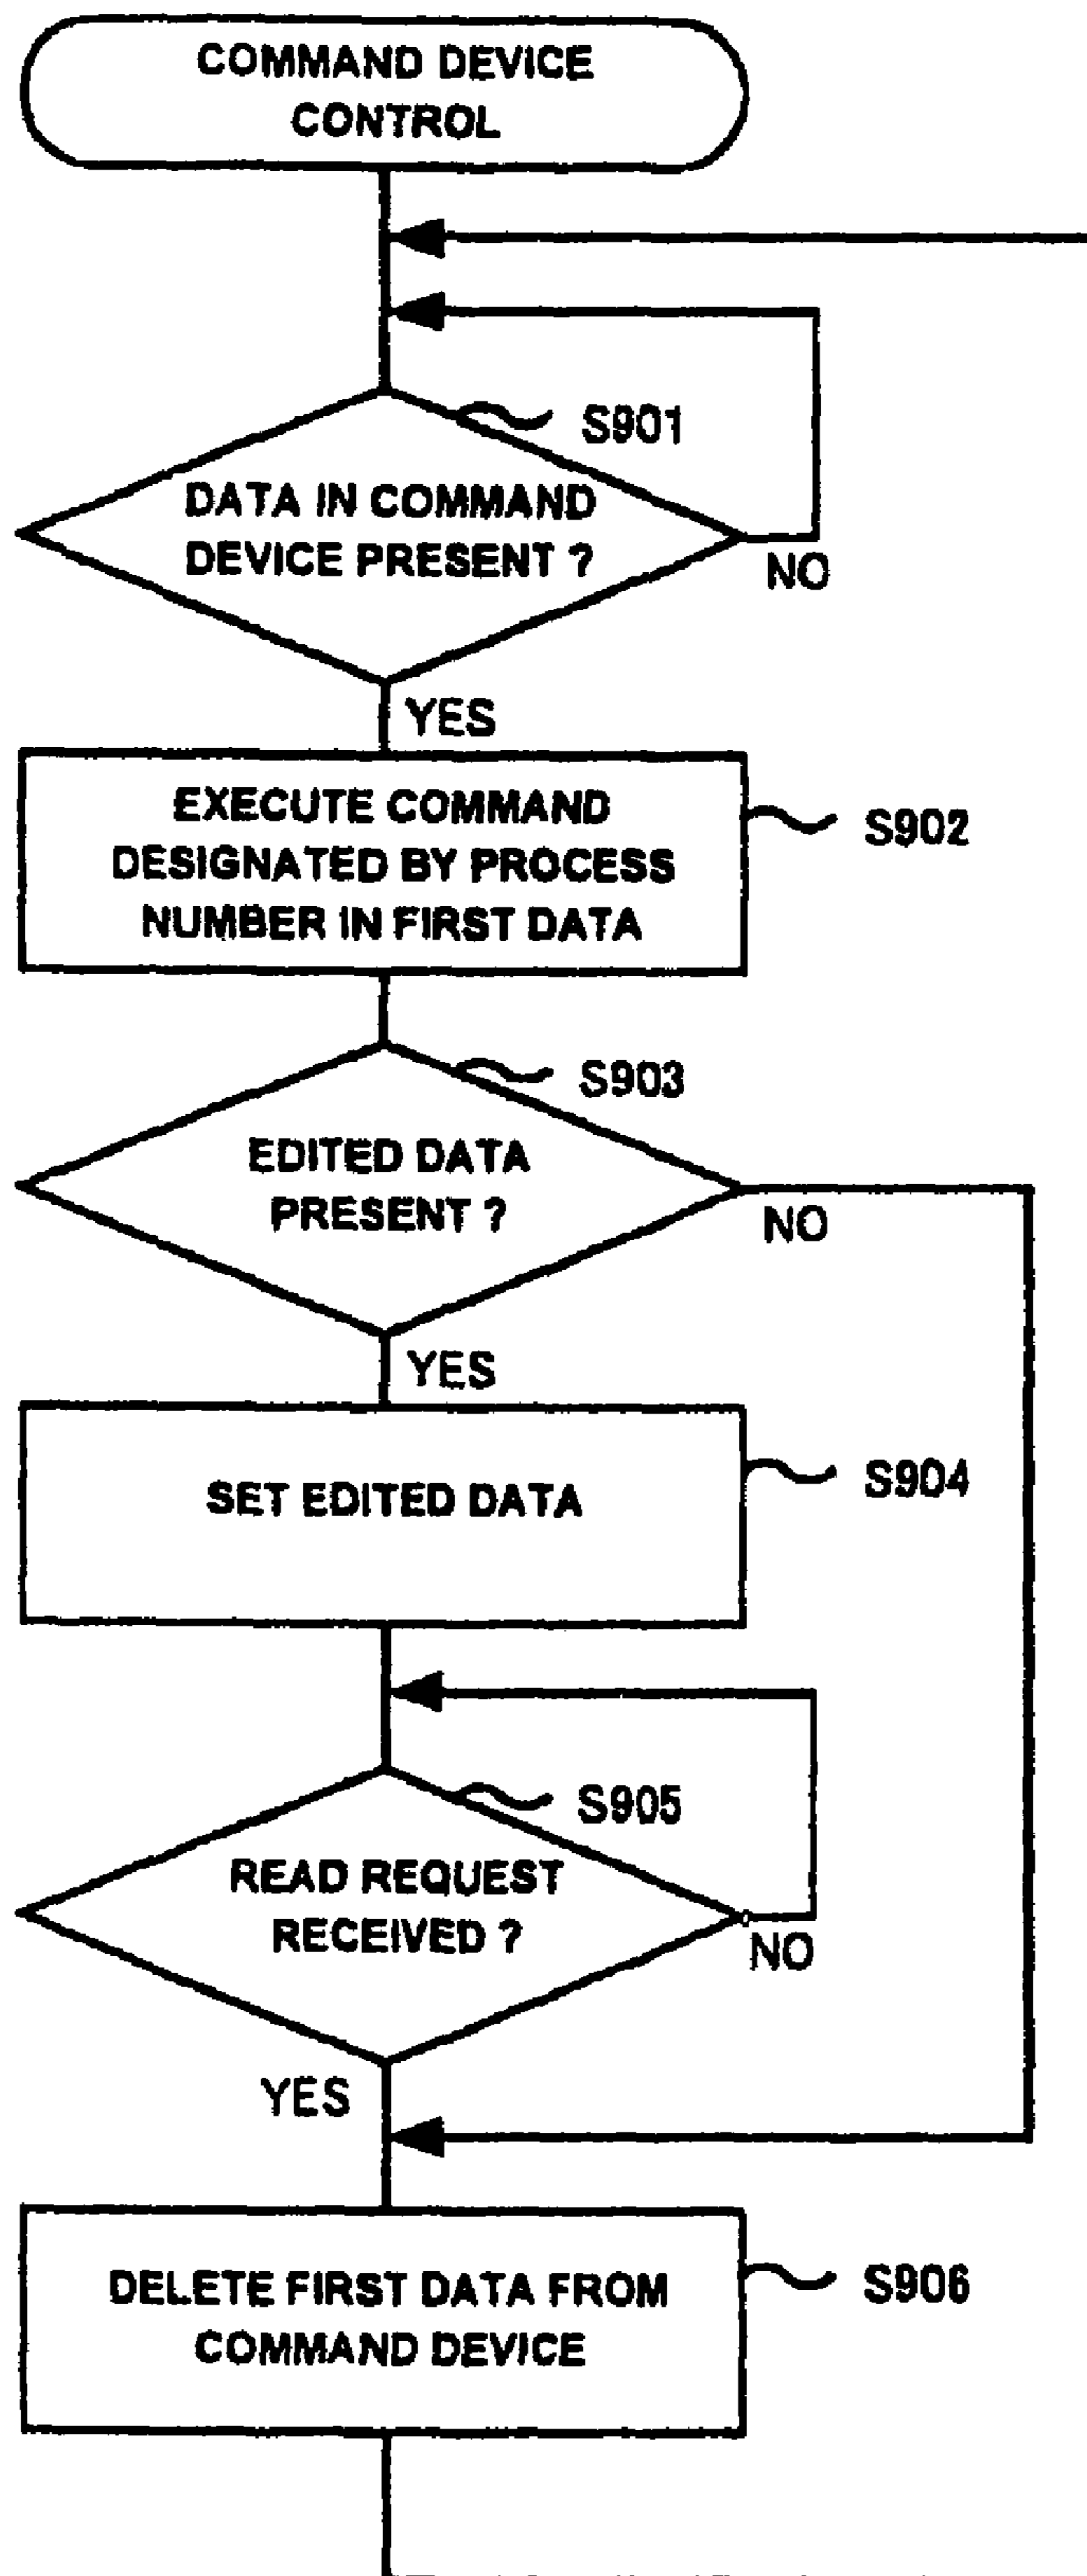 COMMAND DEVICE
CONTROL
S901
DATA IN COMMAND
DEVICE PRESENT ?
NO
YES
EXECUTE COMMAND
DESIGNATED BY PROCESS
NUMBER IN FIRST DATA
S902
S903
EDITED DATA
PRESENT ?
NO
YES
SET EDITED DATA
S904
S905
READ REQUEST
RECEIVED ?
NO
YES
DELETE FIRST DATA FROM
COMMAND DEVICE
S906